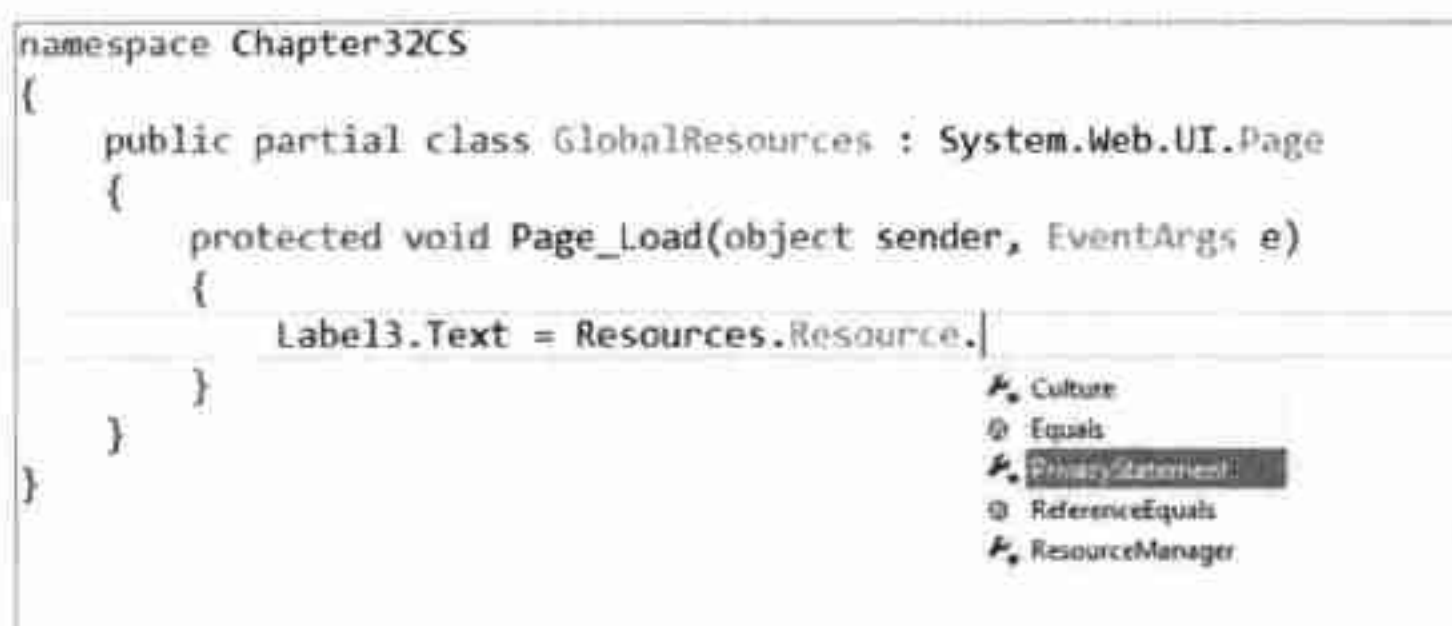 namespace Chapter32CS
{
public partial class GlobalResources : System.Web.UI.Page
{
protected void Page_Load(object sender, EventArgs e)
{
Label3.Text = Resources.Resource.
}
}
}
Culture
Equals
PrivacyStatement
ReferenceEquals
ResourceManager